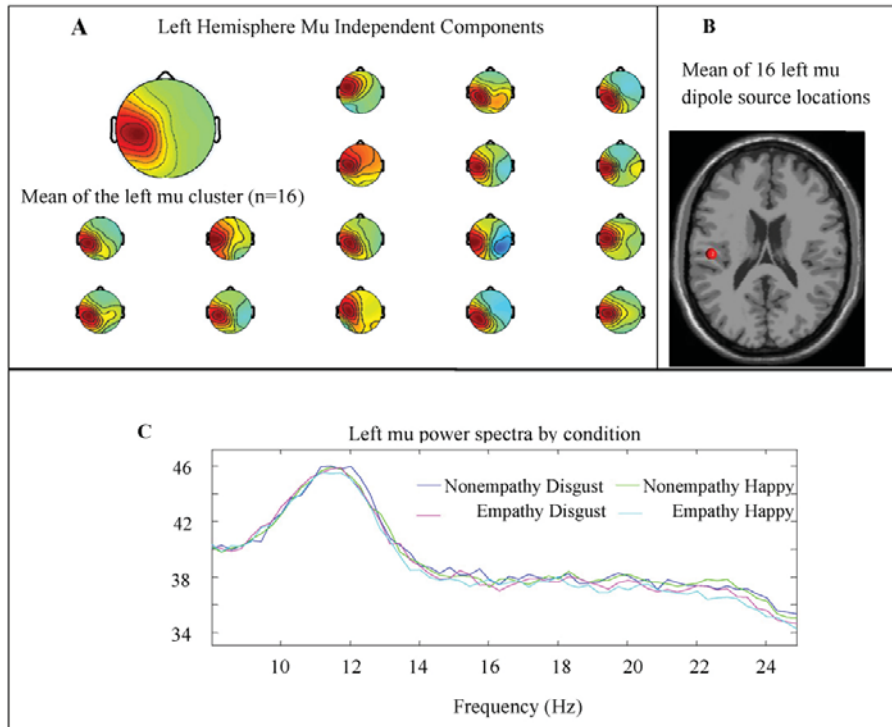 A
Left Hemisphere Mu Independent Components
Mean of the left mu cluster (n=16)
B
Mean of 16 left mu
dipole source locations
C
Left mu power spectra by condition
46
42
38
34
Nonempathy Disgust
Nonempathy Happy
Empathy Disgust
Empathy Happy
10 12 14 16 18 20 22 24
Frequency (Hz)